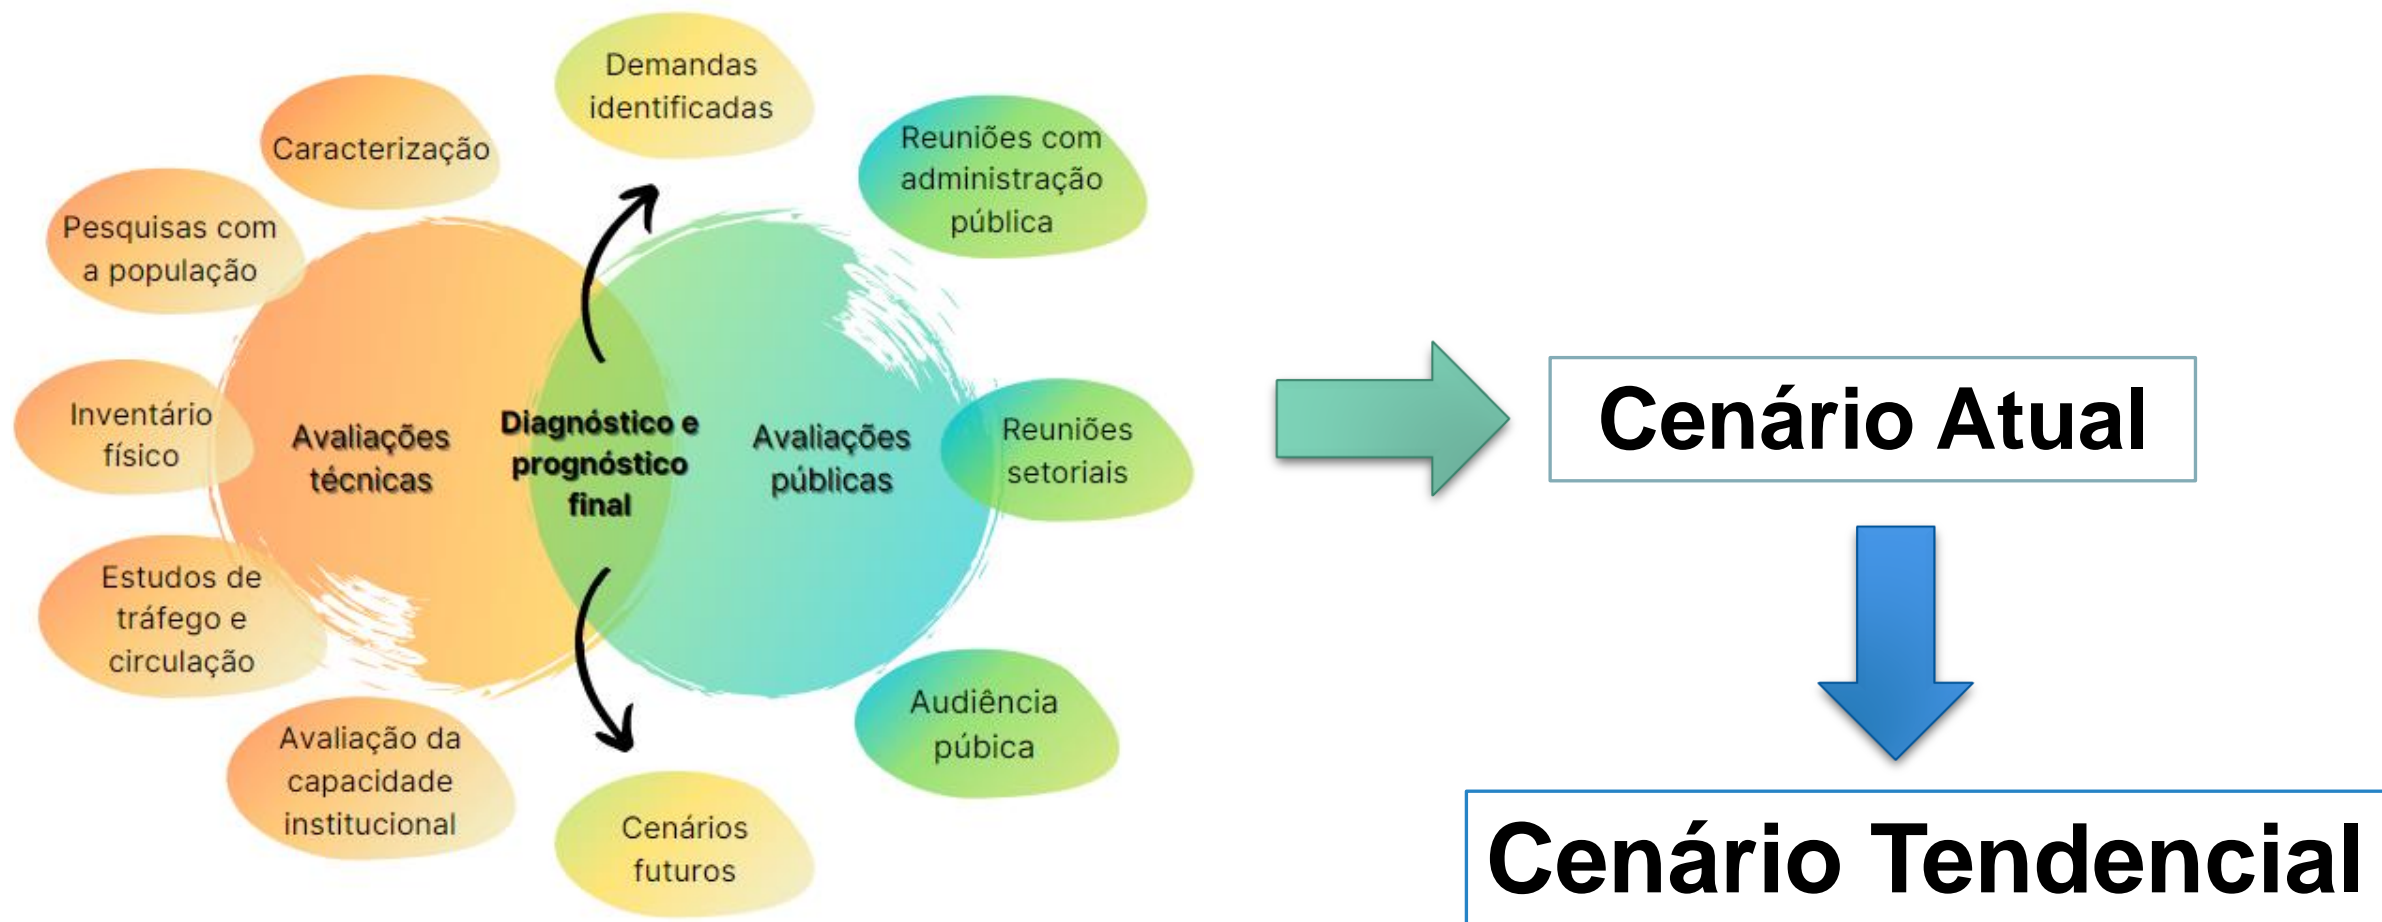 Demandas
identificadas
Caracterização
Reuniões com
administração
pública
Pesquisas com
a população
Inventário
físico
Avaliações
técnicas
Diagnóstico e
prognóstico
final
Avaliações
públicas
Reuniões
setoriais
Estudos de
tráfego e
circulação
Avaliação da
capacidade
institucional
Audiência
púbica
Cenários
futuros
Cenário Atual
Cenário Tendencial